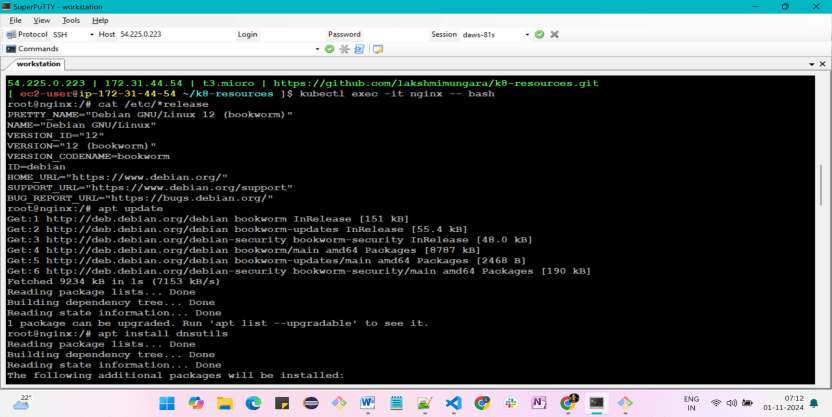 SuperPuTTY - workstation
File View Tools Help
Protocol SSH Host 54.225.0.223 Login Password Session daws-81s
Commands
workstation
54.225.0.223 | 172.31.44.54 | t3.micro | https://github.com/lakshmimungara/k8-resources.git
[ ec2-user@ip-172-31-44-54 ~/k8-resources ]$ kubectl exec -it nginx -- bash
root@nginx:/# cat /etc/*release
PRETTY_NAME="Debian GNU/Linux 12 (bookworm)"
NAME="Debian GNU/Linux"
VERSION_ID="12"
VERSION="12 (bookworm)"
VERSION_CODENAME=bookworm
ID=debian
HOME_URL="https://www.debian.org/"
SUPPORT_URL="https://www.debian.org/support"
BUG_REPORT_URL="https://bugs.debian.org/"
root@nginx:/# apt update
Get:1 http://deb.debian.org/debian bookworm InRelease [151 kB]
Get:2 http://deb.debian.org/debian bookworm-updates InRelease [55.4 kB]
Get:3 http://deb.debian.org/debian-security bookworm-security InRelease [48.0 kB]
Get:4 http://deb.debian.org/debian bookworm/main amd64 Packages [8787 kB]
Get:5 http://deb.debian.org/debian bookworm-updates/main amd64 Packages [2468 B]
Get:6 http://deb.debian.org/debian-security bookworm-security/main amd64 Packages [190 kB]
Fetched 9234 kB in 1s (7153 kB/s)
Reading package lists... Done
Building dependency tree... Done
Reading state information... Done
1 package can be upgraded. Run 'apt list --upgradable' to see it.
root@nginx:/# apt install dnsutils
Reading package lists... Done
Building dependency tree... Done
Reading state information... Done
The following additional packages will be installed:
22°
ENG
IN
07:12
01-11-2024